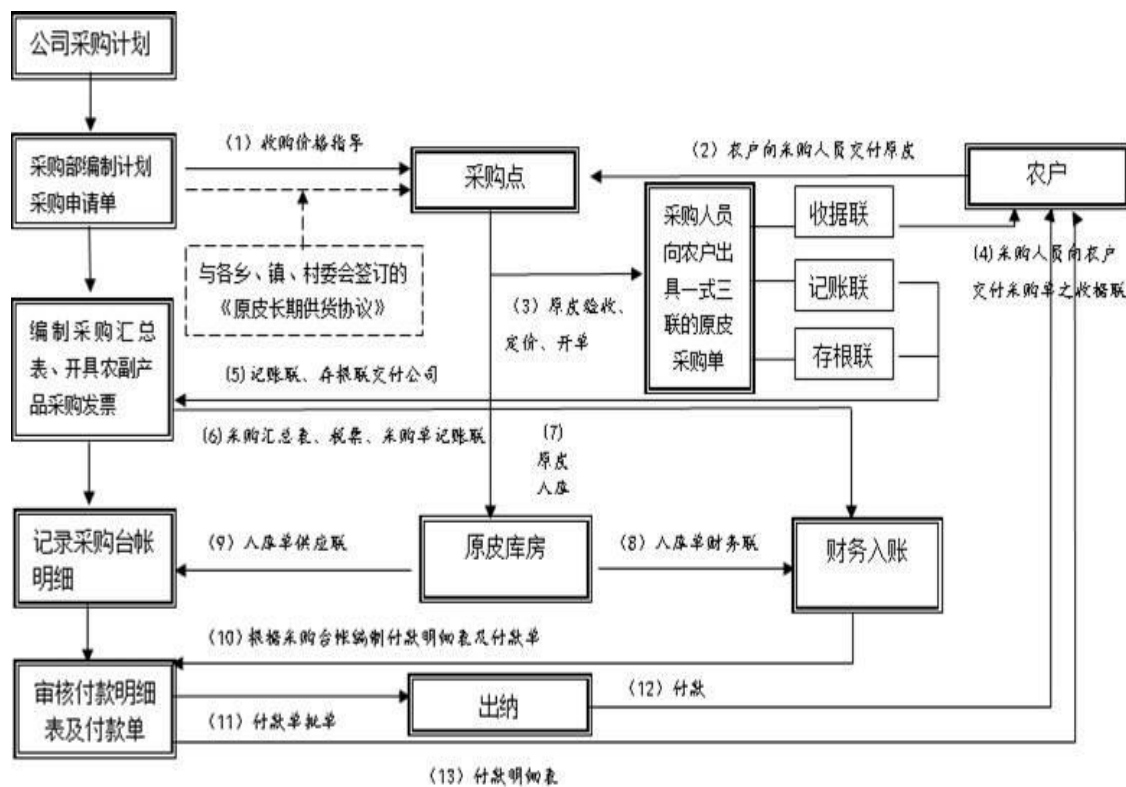 公司采购计划
采购部编制计划
采购申请单
(1) 收购价格指导
采购点
(2) 农户向采购人员交付原皮
农户
与各乡、镇、村委会签订的
《原皮长期供货协议》
采购人员
向农户出
具一式三
联的原皮
采购单
收据联
记账联
存根联
(4)采购人员向农户
交付采购单之收据联
(3) 原皮验收、
定价、开单
编制采购汇总
表、开具农副产
品采购发票
(5)记账联、存根联交付公司
(6)采购汇总表、税票、采购单记账联
(7)
原皮
入库
记录采购台帐
明细
(9) 入库单供应联
原皮库房
(8) 入库单财务联
财务入账
(10)根据采购台帐编制付款明细表及付款单
审核付款明细
表及付款单
(11) 付款单批单
出纳
(12) 付款
(13) 付款明细表